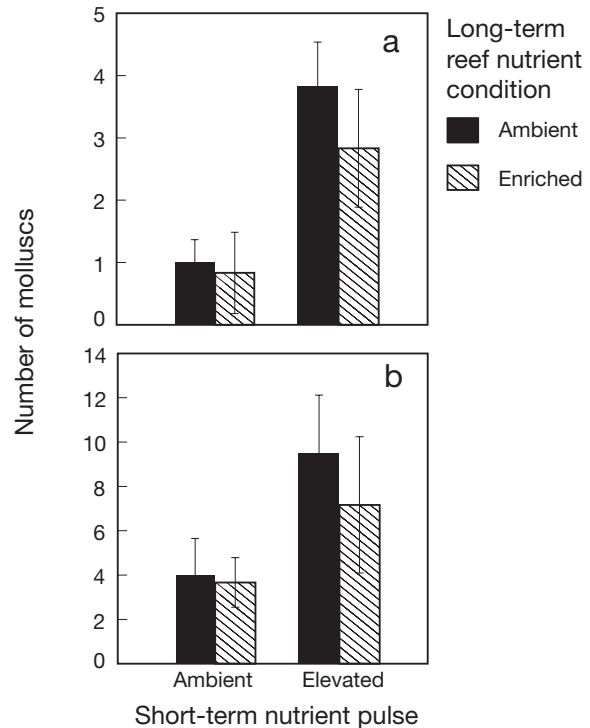 5
4
3
2
1
0
a
Long-term
reef nutrient
condition
Ambient
Enriched
Number of molluscs
14
12
10
8
6
4
2
0
b
Ambient Elevated
Short-term nutrient pulse